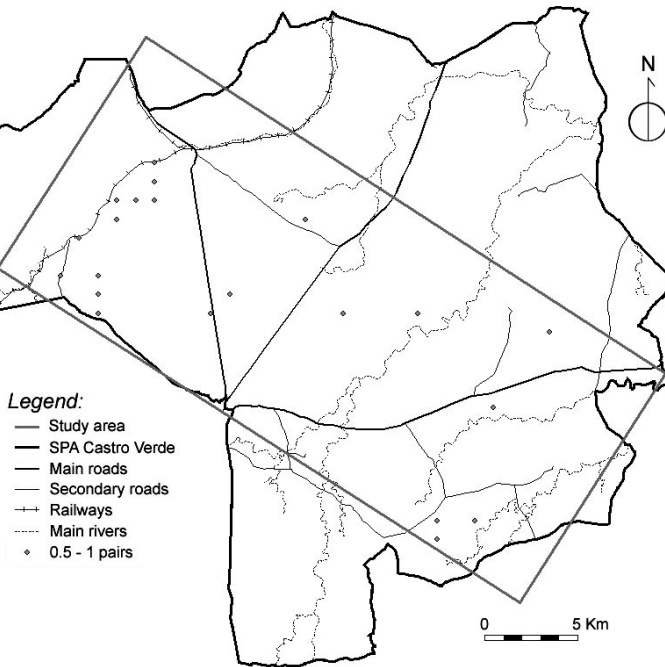 N
Legend:
Study area
SPA Castro Verde
Main roads
Secondary roads
Railways
Main rivers
0.5 - 1 pairs
0 5 Km